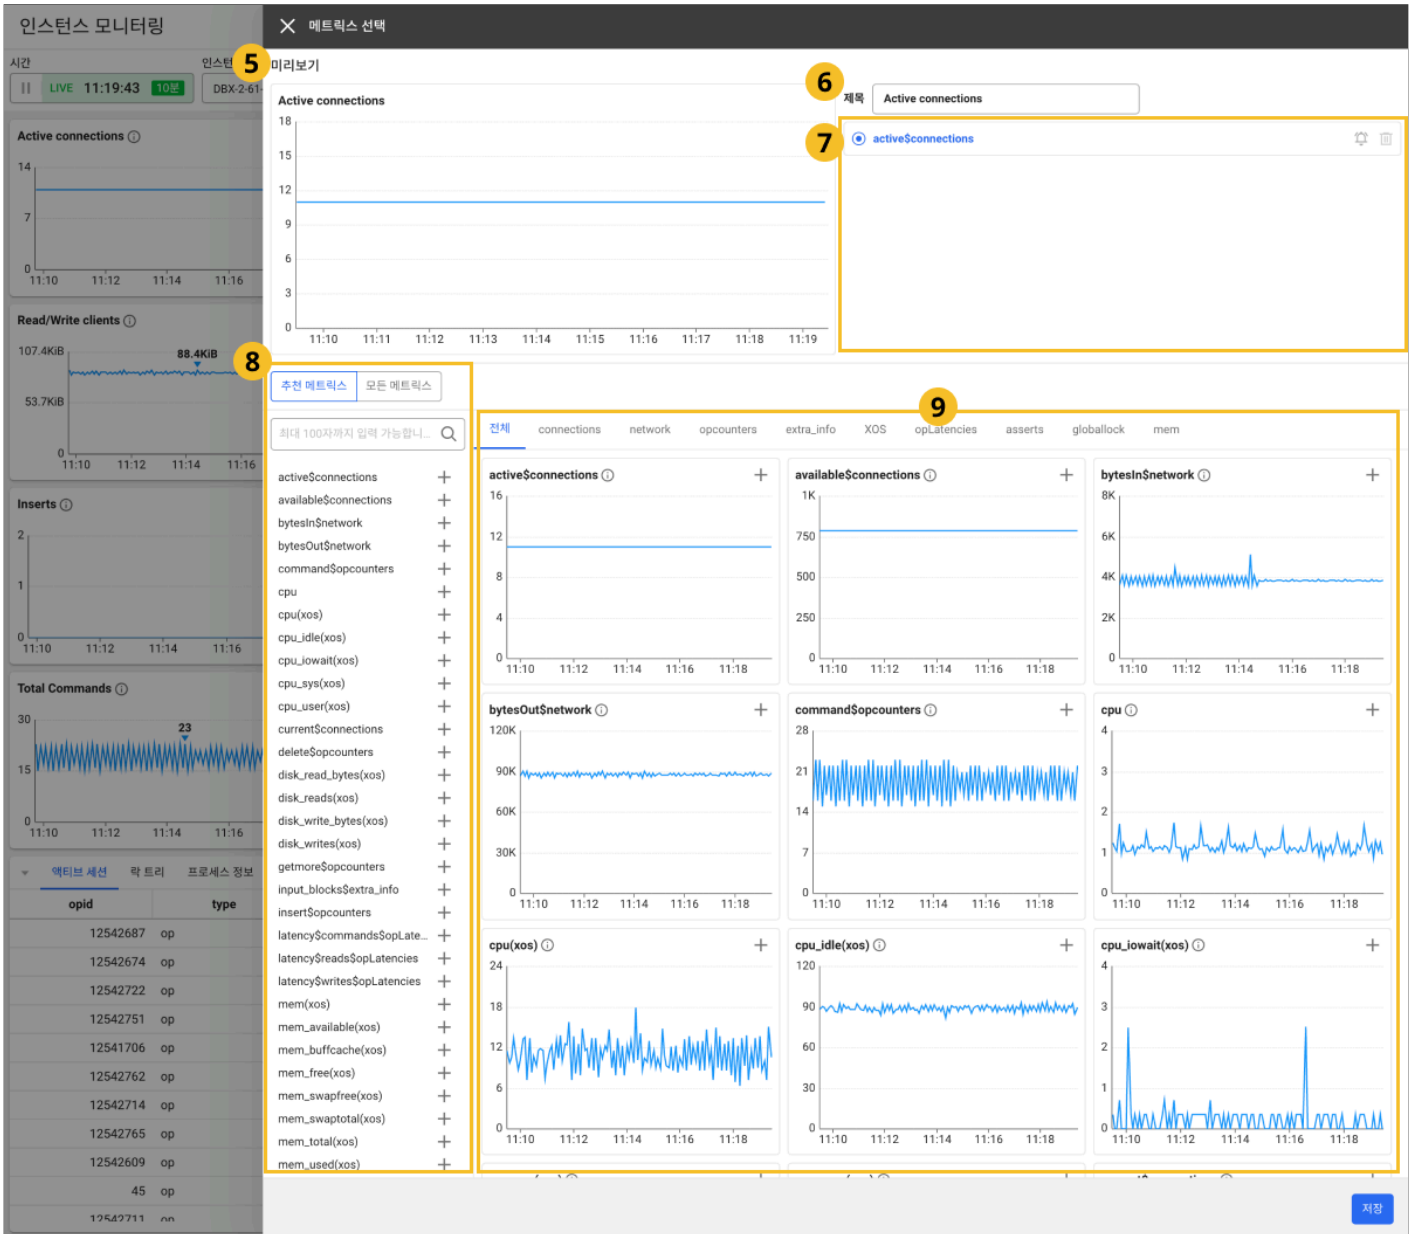 인스턴스 모니터링
시간
인스턴
LIVE 11:19:43 10분
DBX-2-61-
Active connections
14
7
0
11:10 11:12 11:14 11:16
Read/Write clients
107.4KiB
88.4KiB
53.7KiB
0
11:10 11:12 11:14 11:16
Inserts
2
1
0
11:10 11:12 11:14 11:16
Total Commands
30
23
15
0
11:10 11:12 11:14 11:16
액티브 세션 락 트리 프로세스 정보
opid type
12542687 op
12542674 op
12542722 op
12542751 op
12541706 op
12542762 op
12542714 op
12542765 op
12542609 op
45 op
12542711 op
메트릭스 선택
5
미리보기
Active connections
18
15
12
9
6
3
0
11:10 11:11 11:12 11:13 11:14 11:15 11:16 11:17 11:18 11:19
6
제목 Active connections
7
active$connections
8
추천 메트릭스 모든 메트릭스
최대 100자까지 입력 가능합니...
active$connections
available$connections
bytesIn$network
bytesOut$network
command$opcounters
cpu
cpu(xos)
cpu_idle(xos)
cpu_iowait(xos)
cpu_sys(xos)
cpu_user(xos)
current$connections
delete$opcounters
disk_read_bytes(xos)
disk_reads(xos)
disk_write_bytes(xos)
disk_writes(xos)
getmore$opcounters
input_blocks$extra_info
insert$opcounters
latency$commands$opLate...
latency$reads$opLatencies
latency$writes$opLatencies
mem(xos)
mem_available(xos)
mem_buffcache(xos)
mem_free(xos)
mem_swapfree(xos)
mem_swaptotal(xos)
mem_total(xos)
mem_used(xos)
9
전체 connections network opcounters extra_info XOS opLatencies asserts globallock mem
active$connections
16
12
8
4
0
11:10 11:12 11:14 11:16 11:18
available$connections
1K
750
500
250
0
11:10 11:12 11:14 11:16 11:18
bytesIn$network
8K
6K
4K
2K
0
11:10 11:12 11:14 11:16 11:18
bytesOut$network
120K
90K
60K
30K
0
11:10 11:12 11:14 11:16 11:18
command$opcounters
28
21
14
7
0
11:10 11:12 11:14 11:16 11:18
cpu
4
3
2
1
0
11:10 11:12 11:14 11:16 11:18
cpu(xos)
24
18
12
6
0
11:10 11:12 11:14 11:16 11:18
cpu_idle(xos)
120
90
60
30
0
11:10 11:12 11:14 11:16 11:18
cpu_iowait(xos)
4
3
2
1
0
11:10 11:12 11:14 11:16 11:18
저장